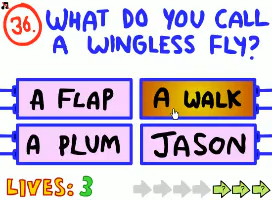 36.
WHAT DO YOU CALL
A WINGLESS FLY?
A FLAP
A WALK
A PLUM
JASON
LIVES: 3